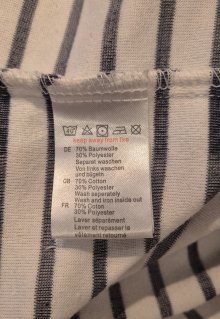 keep away from fire
DE 70% Baumwolle
30% Polyester
Separat waschen
Von links waschen
und bügeln
GB 70% Cotton
30% Polyester
Wash seperately
Wash and iron inside out
FR 70% Cotona
30% Polyester
Laver séparément
Laver et repasser le
vêtement retourné